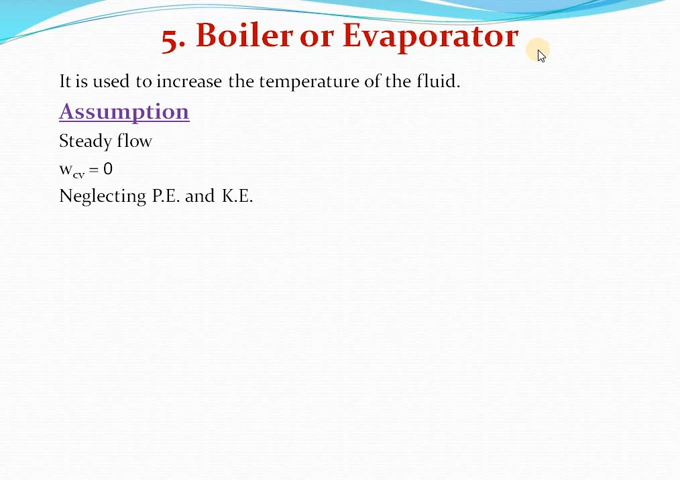 5. Boiler or Evaporator
It is used to increase the temperature of the fluid.
Assumption
Steady flow
wcv = 0
Neglecting P.E. and K.E.